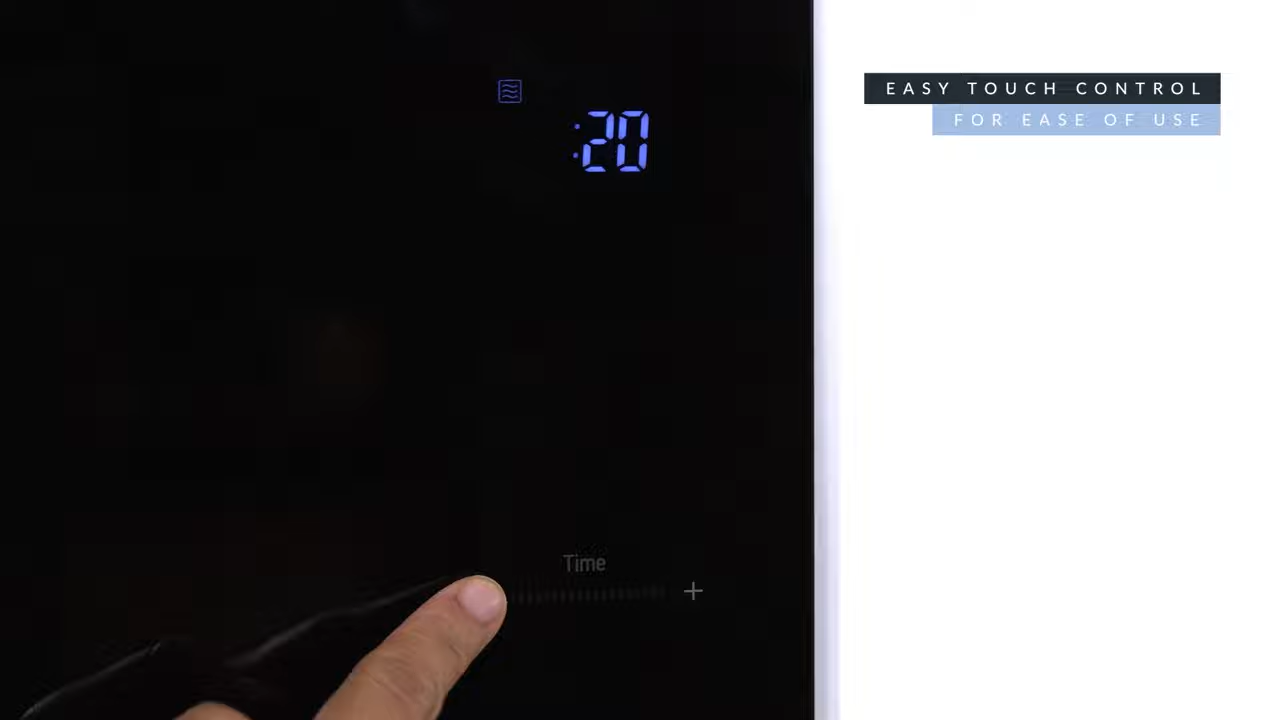 EASY TOUCH CONTROL
FOR EASE OF USE
:20
Time
+